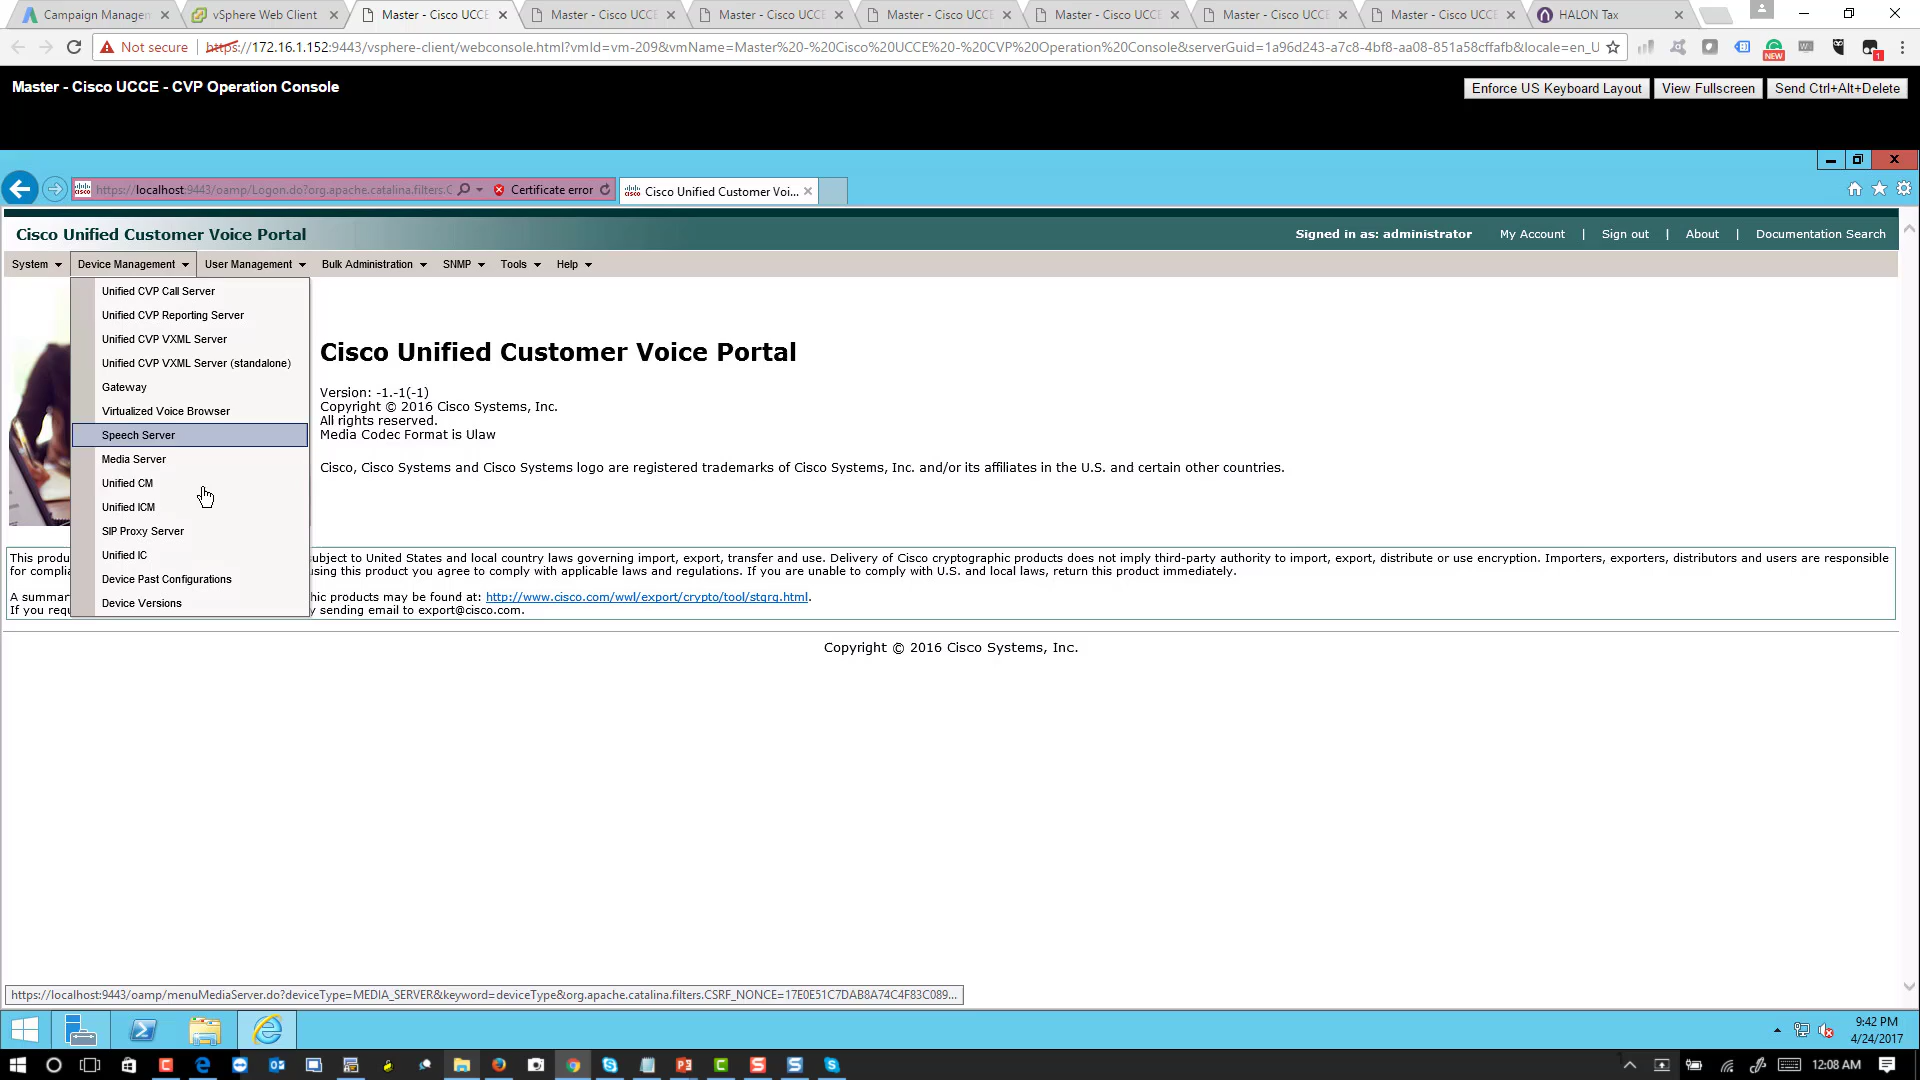 Campaign Managem
vSphere Web Client
Master - Cisco UCCE
Master - Cisco UCCE
Master - Cisco UCCE
Master - Cisco UCCE
Master - Cisco UCCE
Master - Cisco UCCE
Master - Cisco UCCE
HALON Tax
Not secure
https://172.16.1.152:9443/vsphere-client/webconsole.html?vmId=vm-209&vmName=Master%20-%20Cisco%20UCCE%20-%20CVP%20Operation%20Console&serverGuid=1a96d243-a7c8-4bf8-aa08-851a58cffafb&locale=en_U
NEW
1
Master - Cisco UCCE - CVP Operation Console
Enforce US Keyboard Layout
View Fullscreen
Send Ctrl+Alt+Delete
https://localhost:9443/oamp/Logon.do?org.apache.catalina.filters.C
Certificate error
Cisco Unified Customer Voi...
Cisco Unified Customer Voice Portal
Signed in as: administrator
My Account | Sign out | About | Documentation Search
System
Device Management
User Management
Bulk Administration
SNMP
Tools
Help
Unified CVP Call Server
Unified CVP Reporting Server
Unified CVP VXML Server
Unified CVP VXML Server (standalone)
Gateway
Virtualized Voice Browser
Speech Server
Media Server
Unified CM
Unified ICM
SIP Proxy Server
Unified IC
Device Past Configurations
Device Versions
Cisco Unified Customer Voice Portal
Version: -1.-1(-1)
Copyright © 2016 Cisco Systems, Inc.
All rights reserved.
Media Codec Format is Ulaw
Cisco, Cisco Systems and Cisco Systems logo are registered trademarks of Cisco Systems, Inc. and/or its affiliates in the U.S. and certain other countries.
This produ ubject to United States and local country laws governing import, export, transfer and use. Delivery of Cisco cryptographic products does not imply third-party authority to import, export, distribute or use encryption. Importers, exporters, distributors and users are responsible
for compli using this product you agree to comply with applicable laws and regulations. If you are unable to comply with U.S. and local laws, return this product immediately.
A summar hic products may be found at: http://www.cisco.com/wwl/export/crypto/tool/stqrg.html.
If you requ y sending email to export@cisco.com.
Copyright © 2016 Cisco Systems, Inc.
https://localhost:9443/oamp/menuMediaServer.do?deviceType=MEDIA_SERVER&keyword=deviceType&org.apache.catalina.filters.CSRF_NONCE=17E0E51C7DAB8A74C4F83C089...
9:42 PM
4/24/2017
12:08 AM